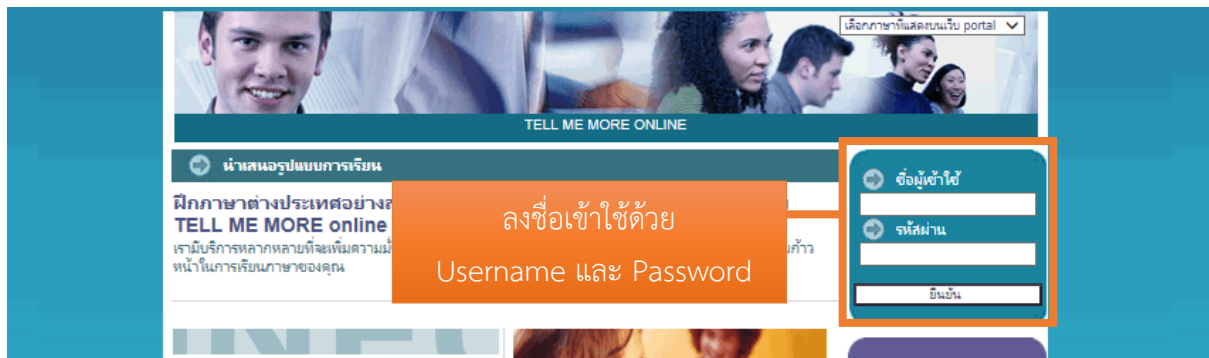 เลือกภาษาที่แสดงบนเว็บ portal
TELL ME MORE ONLINE
นำเสนอรูปแบบการเรียน
ฝึกภาษาต่างประเทศอย่าง
TELL ME MORE online
เรามีบริการหลากหลายที่จะเพิ่มความ
ก้าว
หน้าในการเรียนภาษาของคุณ
ลงชื่อเข้าใช้ด้วย
Username และ Password
ชื่อผู้เข้าใช้
รหัสผ่าน
ยืนยัน